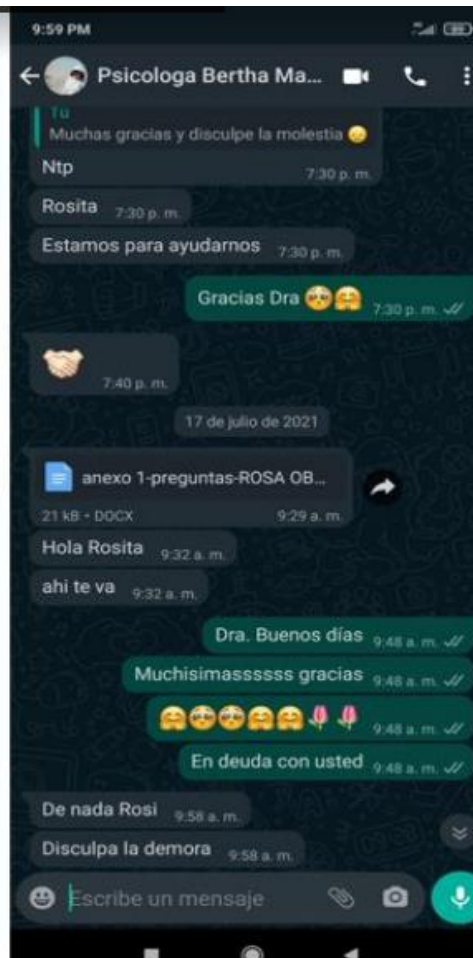 9:59 PM
Psicologa Bertha Ma...
Tú
Muchas gracias y disculpe la molestia
Ntp
7:30 p. m.
Rosita 7:30 p. m.
Estamos para ayudarnos 7:30 p. m.
Gracias Dra 7:30 p. m.
7:40 p. m.
17 de julio de 2021
anexo 1-preguntas-ROSA OB...
21 kB • DOCX 9:29 a. m.
Hola Rosita 9:32 a. m.
ahi te va 9:32 a. m.
Dra. Buenos días 9:48 a. m.
Muchisimassssss gracias 9:48 a. m.
9:48 a. m.
En deuda con usted 9:48 a. m.
De nada Rosi 9:58 a. m.
Disculpa la demora 9:58 a. m.
Escribe un mensaje